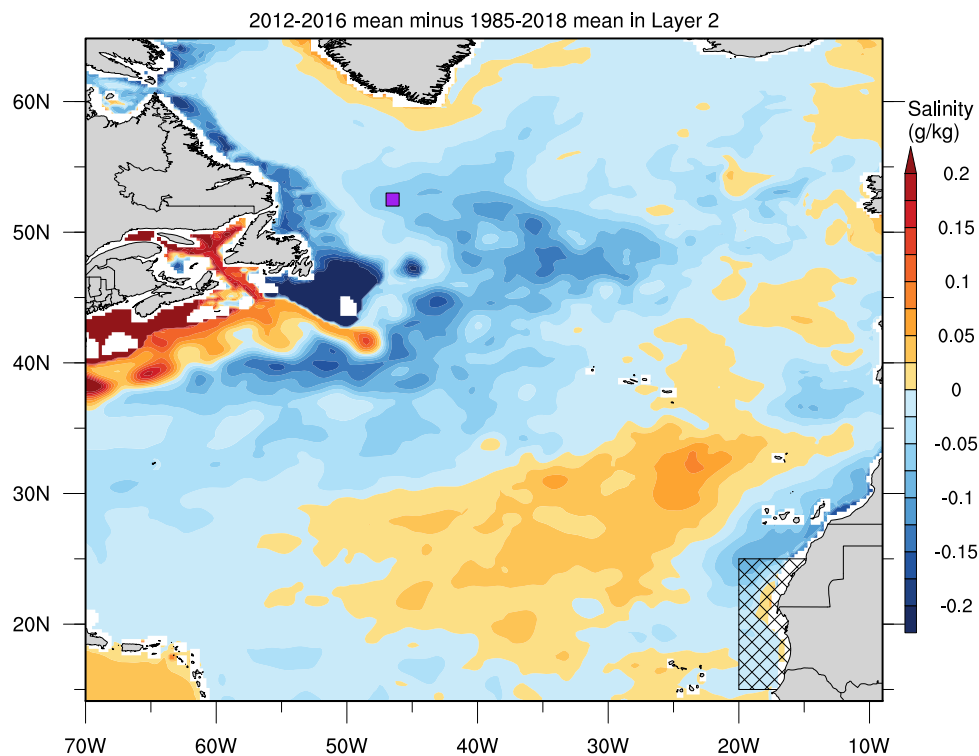 2012-2016 mean minus 1985-2018 mean in Layer 2
Salinity
(g/kg)
60N
50N
40N
30N
20N
70W 60W 50W 40W 30W 20W 10W
0.2
0.15
0.1
0.05
0
-0.05
-0.1
-0.15
-0.2